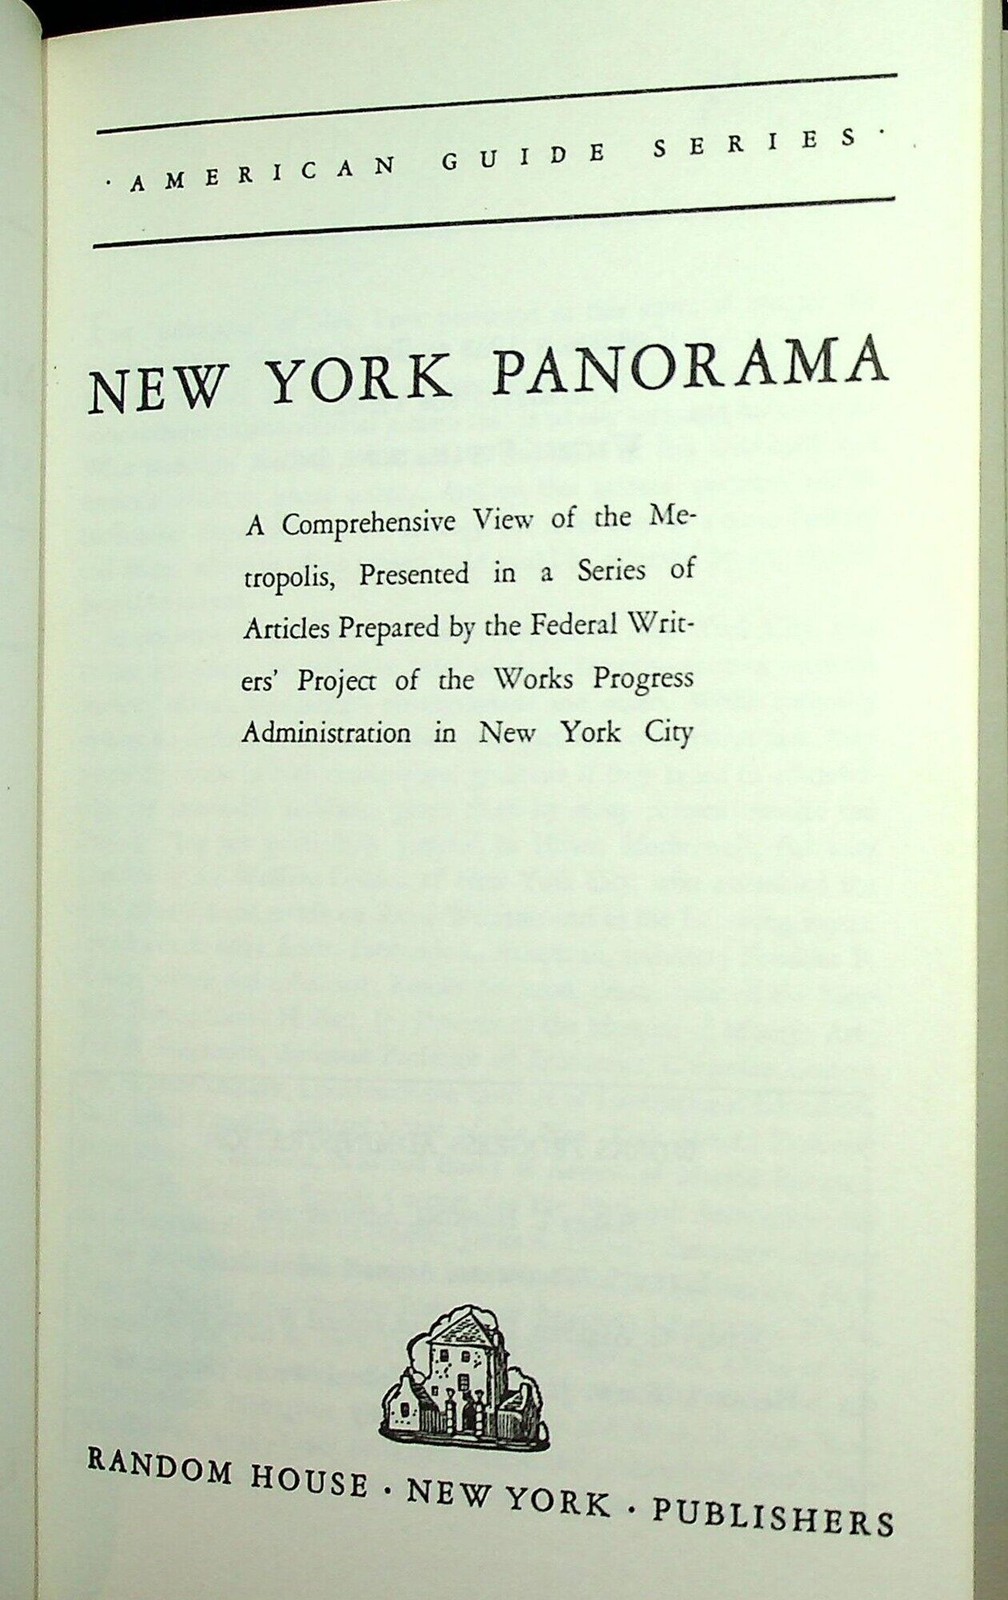 · AMERICAN GUIDE SERIES ·
NEW YORK PANORAMA
A Comprehensive View of the Me-
tropolis, Presented in a Series of
Articles Prepared by the Federal Writ-
ers' Project of the Works Progress
Administration in New York City
RANDOM HOUSE · NEW YORK · PUBLISHERS